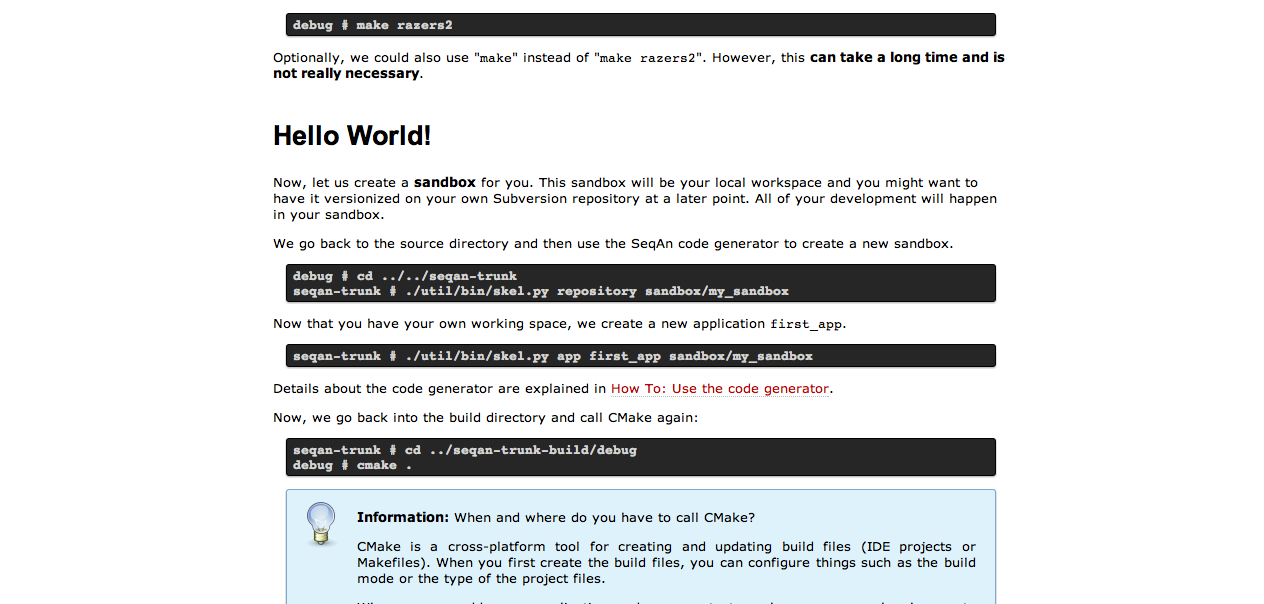 debug # make razers2
Optionally, we could also use "make" instead of "make razers2". However, this can take a long time and is
not really necessary.
Hello World!
Now, let us create a sandbox for you. This sandbox will be your local workspace and you might want to
have it versionized on your own Subversion repository at a later point. All of your development will happen
in your sandbox.
We go back to the source directory and then use the SeqAn code generator to create a new sandbox.
debug # cd ../../seqan-trunk
seqan-trunk # ./util/bin/skel.py repository sandbox/my_sandbox
Now that you have your own working space, we create a new application first_app.
seqan-trunk # ./util/bin/skel.py app first_app sandbox/my_sandbox
Details about the code generator are explained in How To: Use the code generator.
Now, we go back into the build directory and call CMake again:
seqan-trunk # cd ../seqan-trunk-build/debug
debug # cmake .
Information: When and where do you have to call CMake?
CMake is a cross-platform tool for creating and updating build files (IDE projects or
Makefiles). When you first create the build files, you can configure things such as the build
mode or the type of the project files.